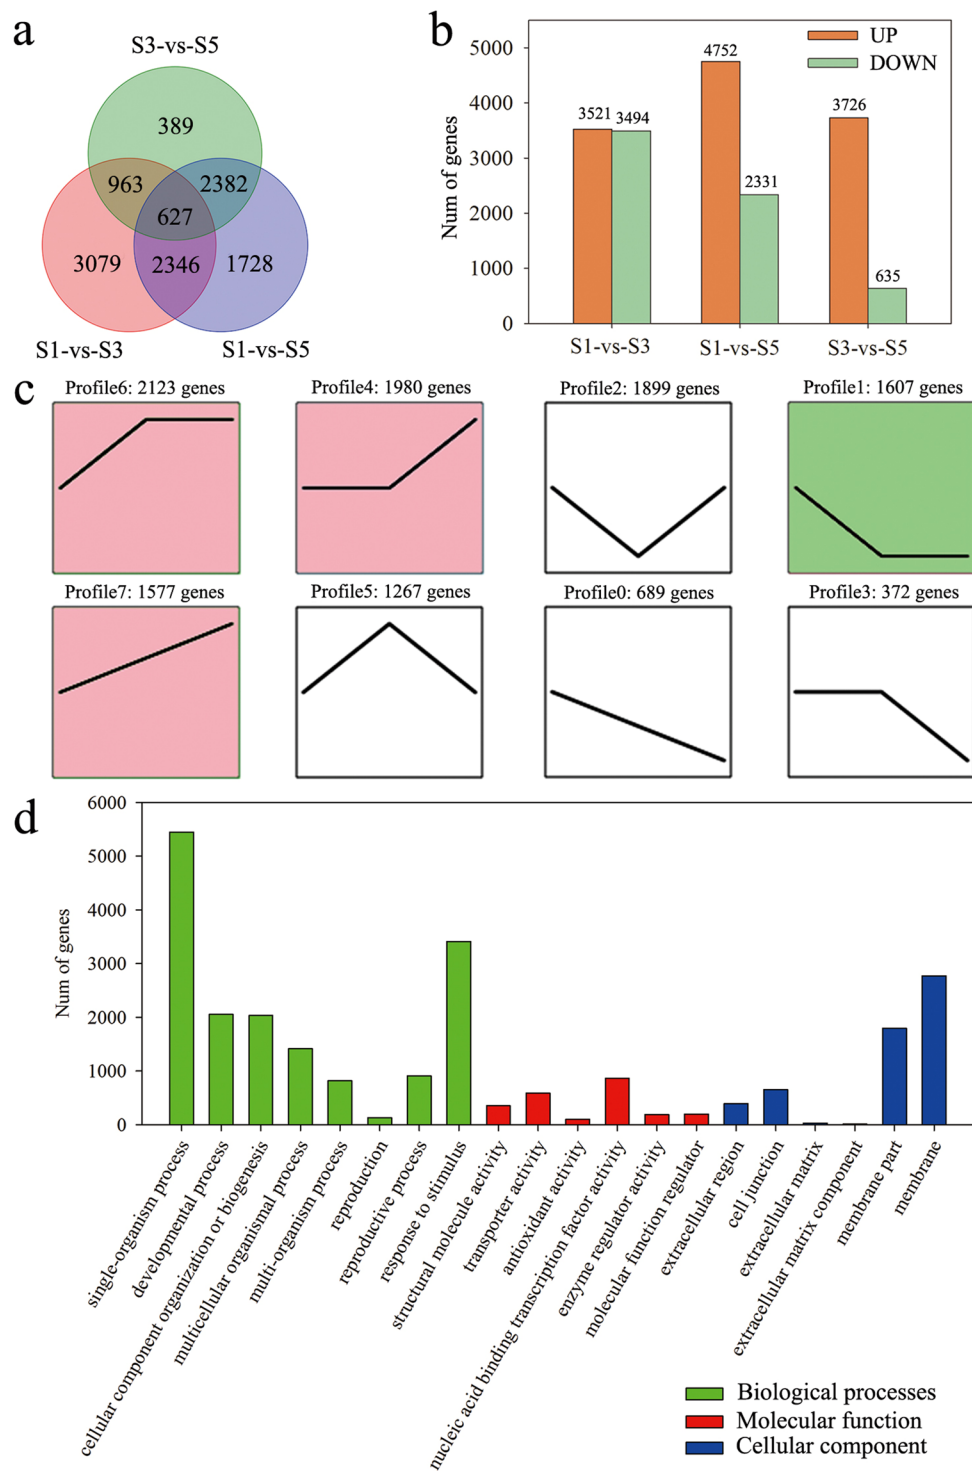 a
S3-vs-S5
389
963
2382
627
3079
2346
1728
S1-vs-S3
S1-vs-S5
b
UP
DOWN
Num of genes
5000
4000
3000
2000
1000
0
3521
3494
4752
2331
3726
635
S1-vs-S3
S1-vs-S5
S3-vs-S5
c
Profile6: 2123 genes
Profile4: 1980 genes
Profile2: 1899 genes
Profile1: 1607 genes
Profile7: 1577 genes
Profile5: 1267 genes
Profile0: 689 genes
Profile3: 372 genes
d
Num of genes
6000
5000
4000
3000
2000
1000
0
single-organism process
developmental process
cellular component organization or biogenesis
multicellular organismal process
multi-organism process
reproduction
reproductive process
response to stimulus
structural molecule activity
transporter activity
antioxidant activity
nucleic acid binding transcription factor activity
enzyme regulator activity
molecular function regulator
extracellular region
cell junction
extracellular matrix
extracellular matrix component
membrane part
membrane
Biological processes
Molecular function
Cellular component